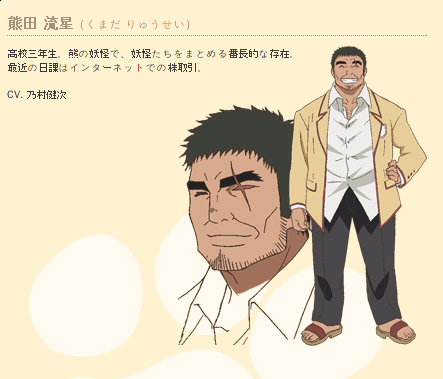 熊田 流星 (くまだ りゅうせい)
高校三年生。熊の妖怪で、妖怪たちをまとめる番長的な存在。
最近の日課はインターネットでの株取引。
CV. 乃村健次